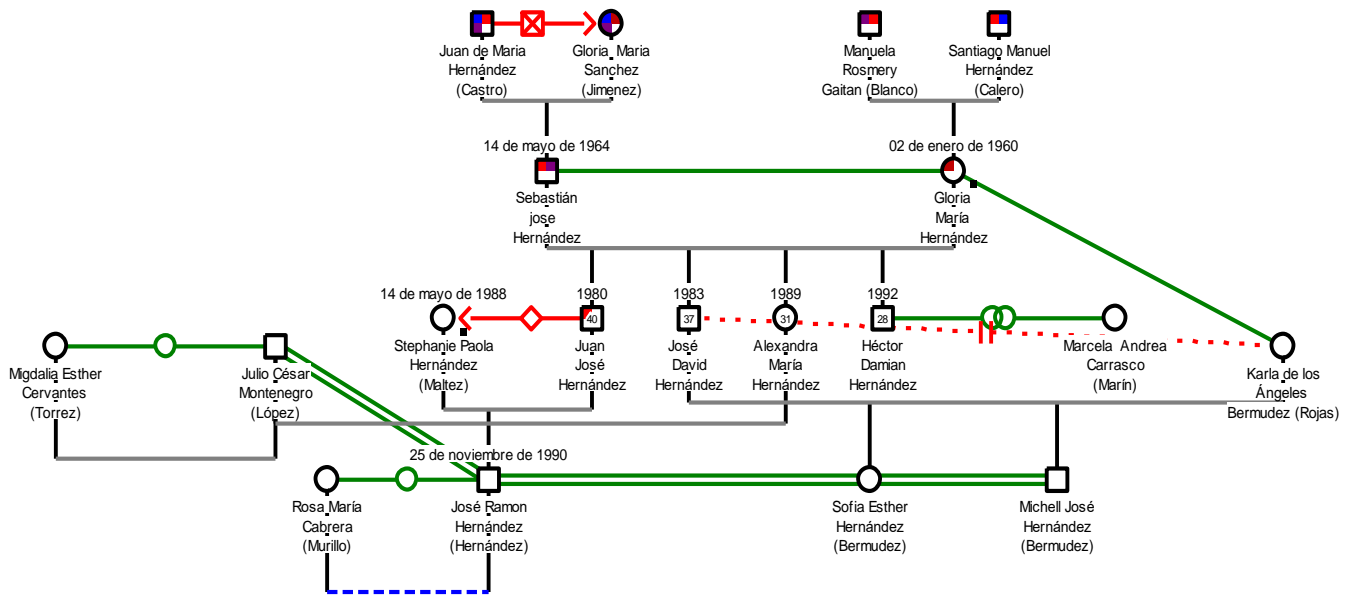 Juan de Maria
Hernández
(Castro)
Gloria Maria
Sanchez
(Jimenez)
Manuela
Rosmery
Gaitan (Blanco)
Santiago Manuel
Hernández
(Calero)
14 de mayo de 1964
02 de enero de 1960
Sebastián
jose
Hernández
Gloria
María
Hernández
14 de mayo de 1988
1980
1983
1989
1992
40
37
31
28
Stephanie Paola
Hernández
(Maltez)
Juan
José
Hernández
José
David
Hernández
Alexandra
María
Hernández
Héctor
Damian
Hernández
Marcela Andrea
Carrasco
(Marín)
Karla de los
Ángeles
Bermudez (Rojas)
Migdalia Esther
Cervantes
(Torrez)
Julio César
Montenegro
(López)
25 de noviembre de 1990
Rosa María
Cabrera
(Murillo)
José Ramon
Hernández
(Hernández)
Sofia Esther
Hernández
(Bermudez)
Michell José
Hernández
(Bermudez)